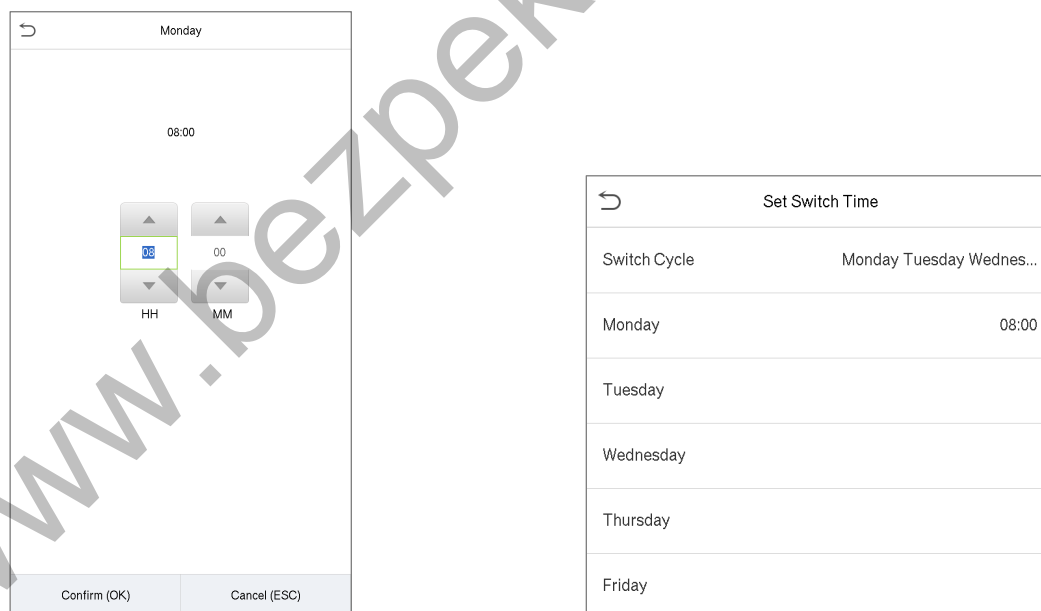 Monday
08:00
08 00
HH MM
Confirm (OK) Cancel (ESC)
Set Switch Time
Switch Cycle Monday Tuesday Wednes...
Monday 08:00
Tuesday
Wednesday
Thursday
Friday
www.bezpek